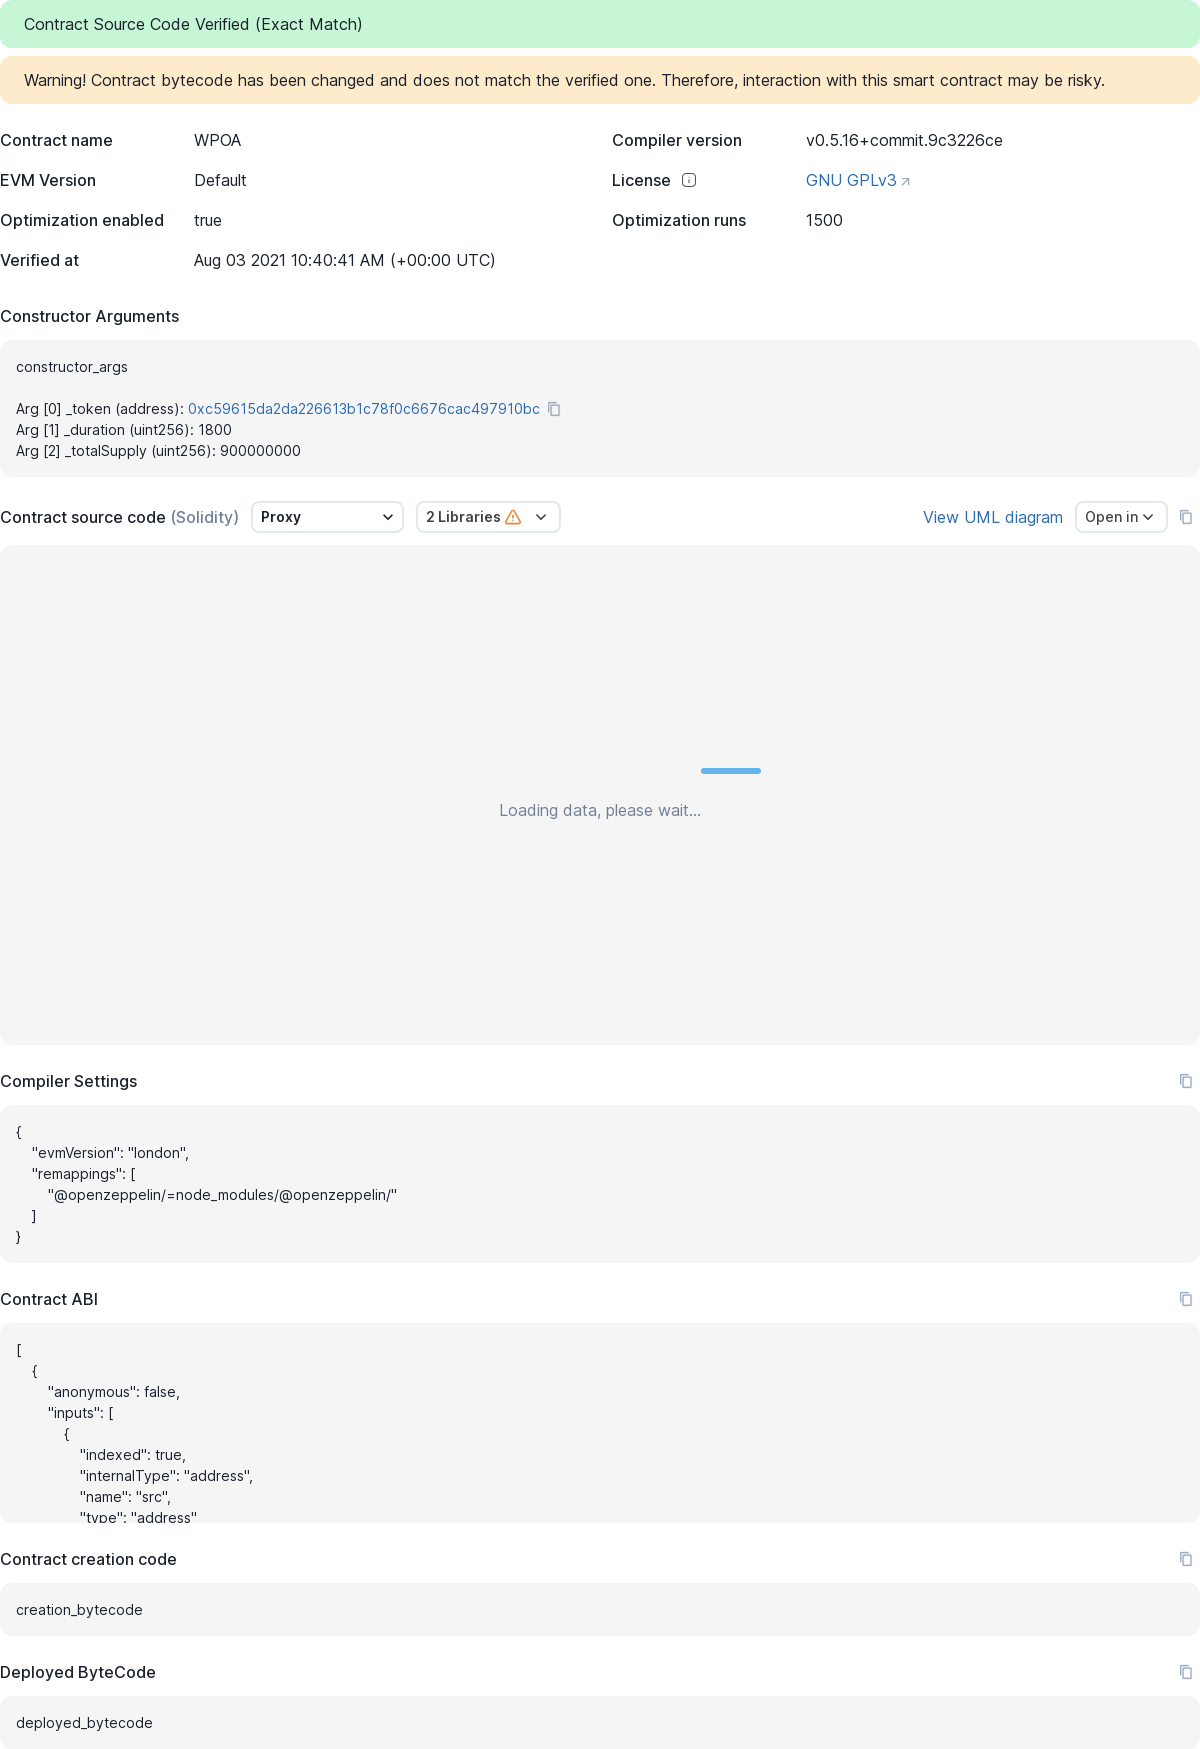 Contract Source Code Verified (Exact Match)
Warning! Contract bytecode has been changed and does not match the verified one. Therefore, interaction with this smart contract may be risky.
Contract name WPOA Compiler version v0.5.16+commit.9c3226ce
EVM Version Default License GNU GPLv3
Optimization enabled true Optimization runs 1500
Verified at Aug 03 2021 10:40:41 AM (+00:00 UTC)
Constructor Arguments
constructor_args
Arg [0] _token (address): 0xc59615da2da226613b1c78f0c6676cac497910bc
Arg [1] _duration (uint256): 1800
Arg [2] _totalSupply (uint256): 900000000
Contract source code (Solidity) Proxy 2 Libraries View UML diagram Open in
Loading data, please wait...
Compiler Settings
{
    "evmVersion": "london",
    "remappings": [
        "@openzeppelin/=node_modules/@openzeppelin/"
    ]
}
Contract ABI
[
    {
        "anonymous": false,
        "inputs": [
            {
                "indexed": true,
                "internalType": "address",
                "name": "src",
                "type": "address"
Contract creation code
creation_bytecode
Deployed ByteCode
deployed_bytecode